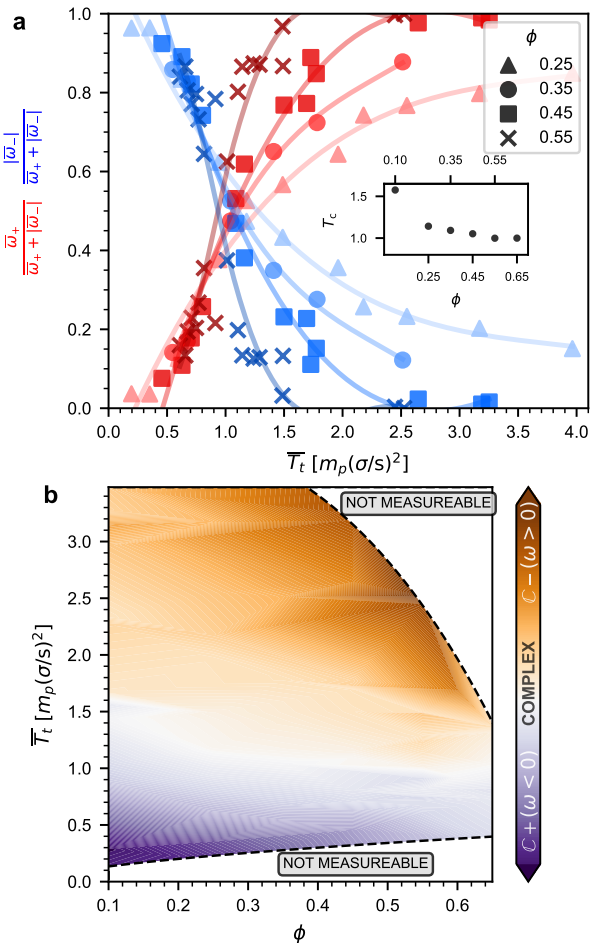 a
1.0
0.8
0.6
0.4
0.2
0.0
|ω̅₋| / ω̅₊ + |ω̅₋|
ω̅₊ / ω̅₊ + |ω̅₋|
ϕ
0.25
0.35
0.45
0.55
0.10 0.35 0.55
1.5
1.0
T_c
0.25 0.45 0.65
ϕ
0.0 0.5 1.0 1.5 2.0 2.5 3.0 3.5 4.0
T̅_t [m_p(σ/s)²]
b
NOT MEASUREABLE
3.0
2.5
2.0
1.5
1.0
0.5
0.0
T̅_t [m_p(σ/s)²]
NOT MEASUREABLE
0.1 0.2 0.3 0.4 0.5 0.6
ϕ
ℂ − (ω > 0)
COMPLEX
ℂ + (ω < 0)